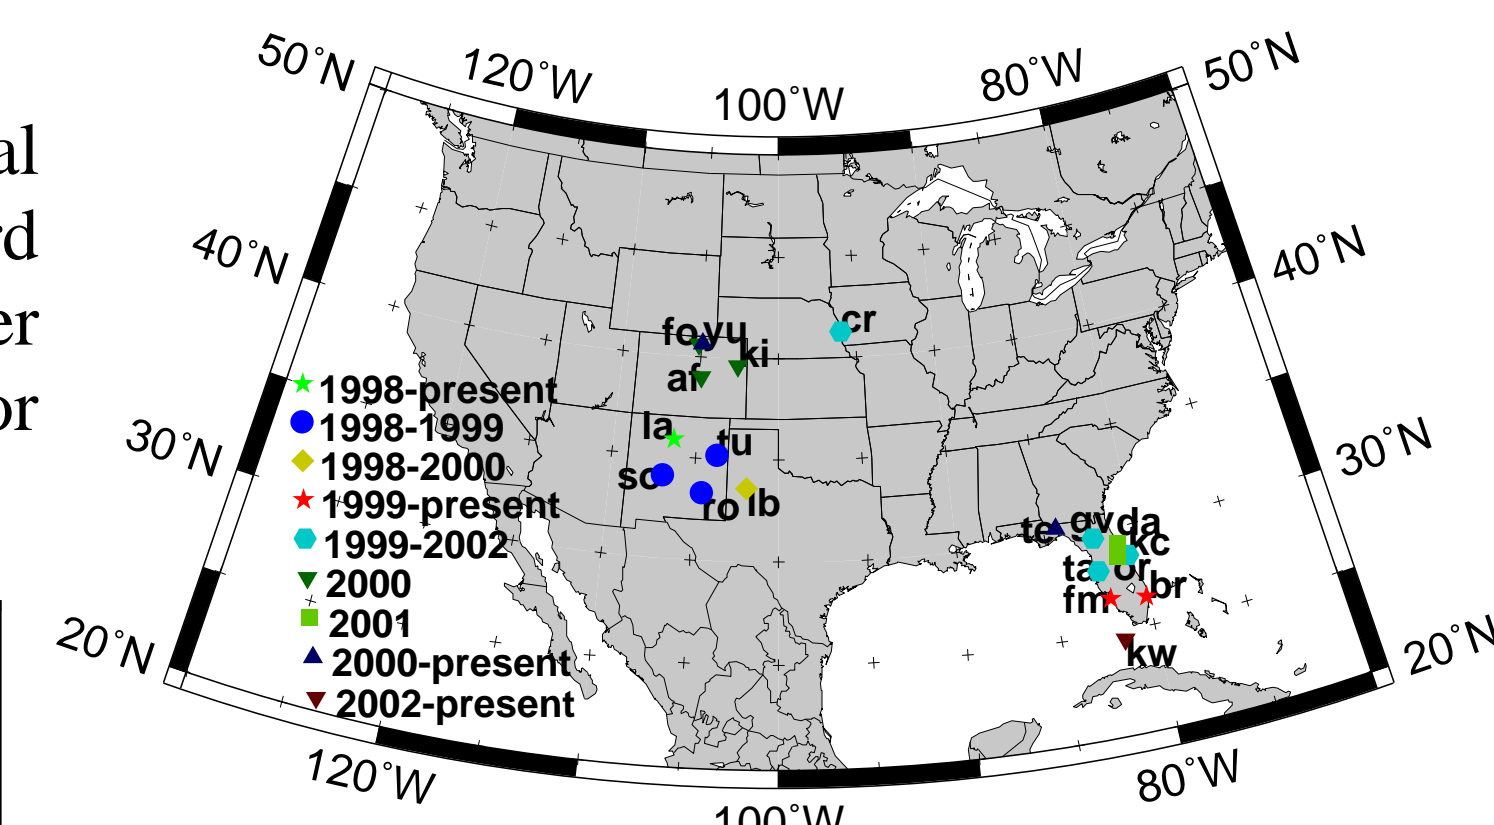 50°N
120°W
100°W
80°W
50°N
al
rd
er
or
40°N
40°N
30°N
30°N
20°N
20°N
fo
yu
ki
af
cr
la
tu
so
ro
lb
te
gv
da
kc
ta
or
br
fm
kw
1998-present
1998-1999
1998-2000
1999-present
1999-2002
2000
2001
2000-present
2002-present
120°W
100°W
80°W